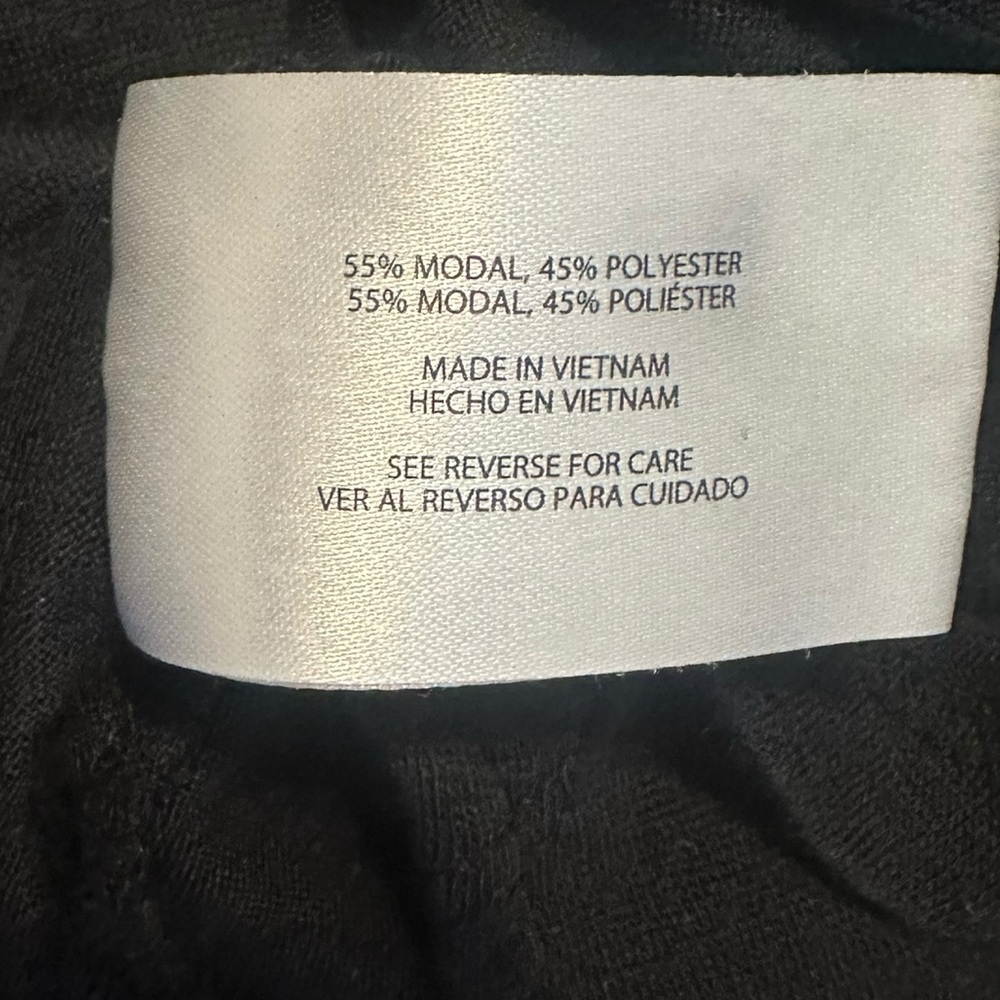 55% MODAL, 45% POLYESTER
55% MODAL, 45% POLIÉSTER
MADE IN VIETNAM
HECHO EN VIETNAM
SEE REVERSE FOR CARE
VER AL REVERSO PARA CUIDADO